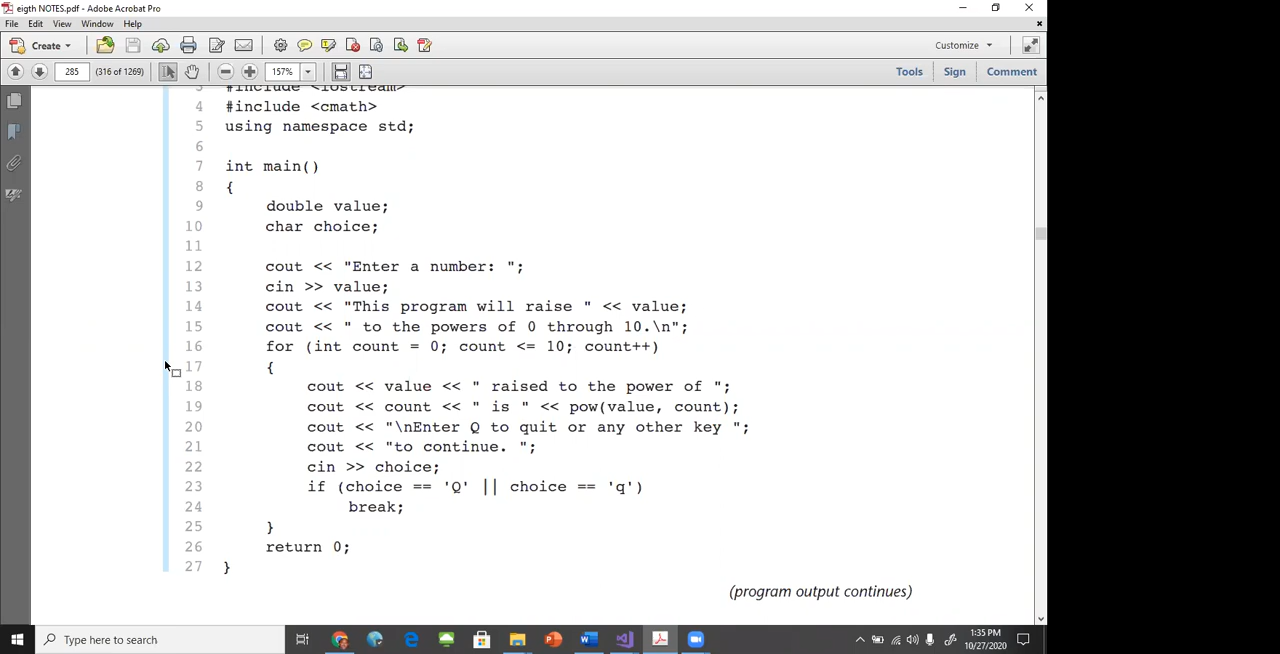 eigth NOTES.pdf - Adobe Acrobat Pro
File Edit View Window Help
Create Customize
285 (316 of 1269) 157% Tools Sign Comment
3 #include <iostream>
4 #include <cmath>
5 using namespace std;
6
7 int main()
8 {
9 double value;
10 char choice;
11
12 cout << "Enter a number: ";
13 cin >> value;
14 cout << "This program will raise " << value;
15 cout << " to the powers of 0 through 10.\n";
16 for (int count = 0; count <= 10; count++)
17 {
18 cout << value << " raised to the power of ";
19 cout << count << " is " << pow(value, count);
20 cout << "\nEnter Q to quit or any other key ";
21 cout << "to continue. ";
22 cin >> choice;
23 if (choice == 'Q' || choice == 'q')
24 break;
25 }
26 return 0;
27 }
(program output continues)
Type here to search
1:35 PM
10/27/2020